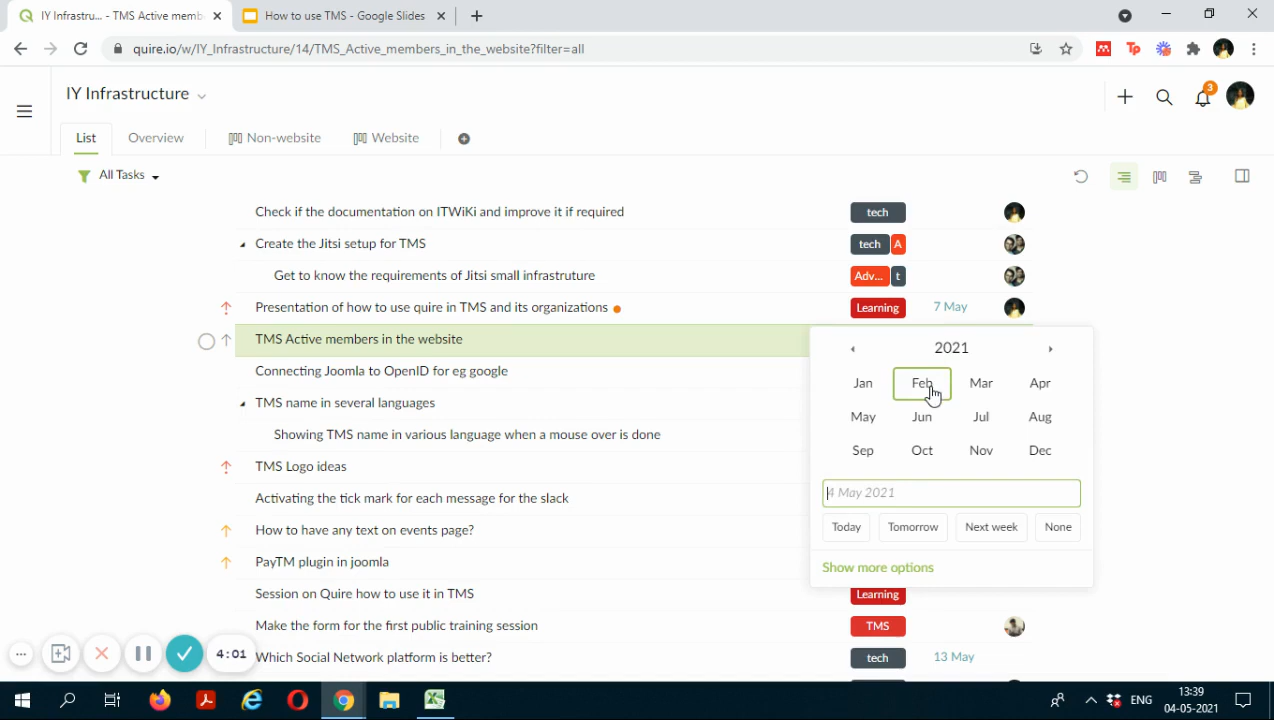 IY Infrastru... - TMS Active memb
How to use TMS - Google Slides
quire.io/w/IY_Infrastructure/14/TMS_Active_members_in_the_website?filter=all
Tp
IY Infrastructure
3
List
Overview
Non-website
Website
All Tasks
Check if the documentation on ITWiKi and improve it if required
tech
Create the Jitsi setup for TMS
tech A
Get to know the requirements of Jitsi small infrastruture
Adv... t
Presentation of how to use quire in TMS and its organizations
Learning
7 May
TMS Active members in the website
2021
Connecting Joomla to OpenID for eg google
Jan Feb Mar Apr
TMS name in several languages
May Jun Jul Aug
Showing TMS name in various language when a mouse over is done
Sep Oct Nov Dec
TMS Logo ideas
Activating the tick mark for each message for the slack
4 May 2021
How to have any text on events page?
Today Tomorrow Next week None
PayTM plugin in joomla
Show more options
Session on Quire how to use it in TMS
Learning
Make the form for the first public training session
TMS
4:01
Which Social Network platform is better?
tech
13 May
ENG
13:39
04-05-2021